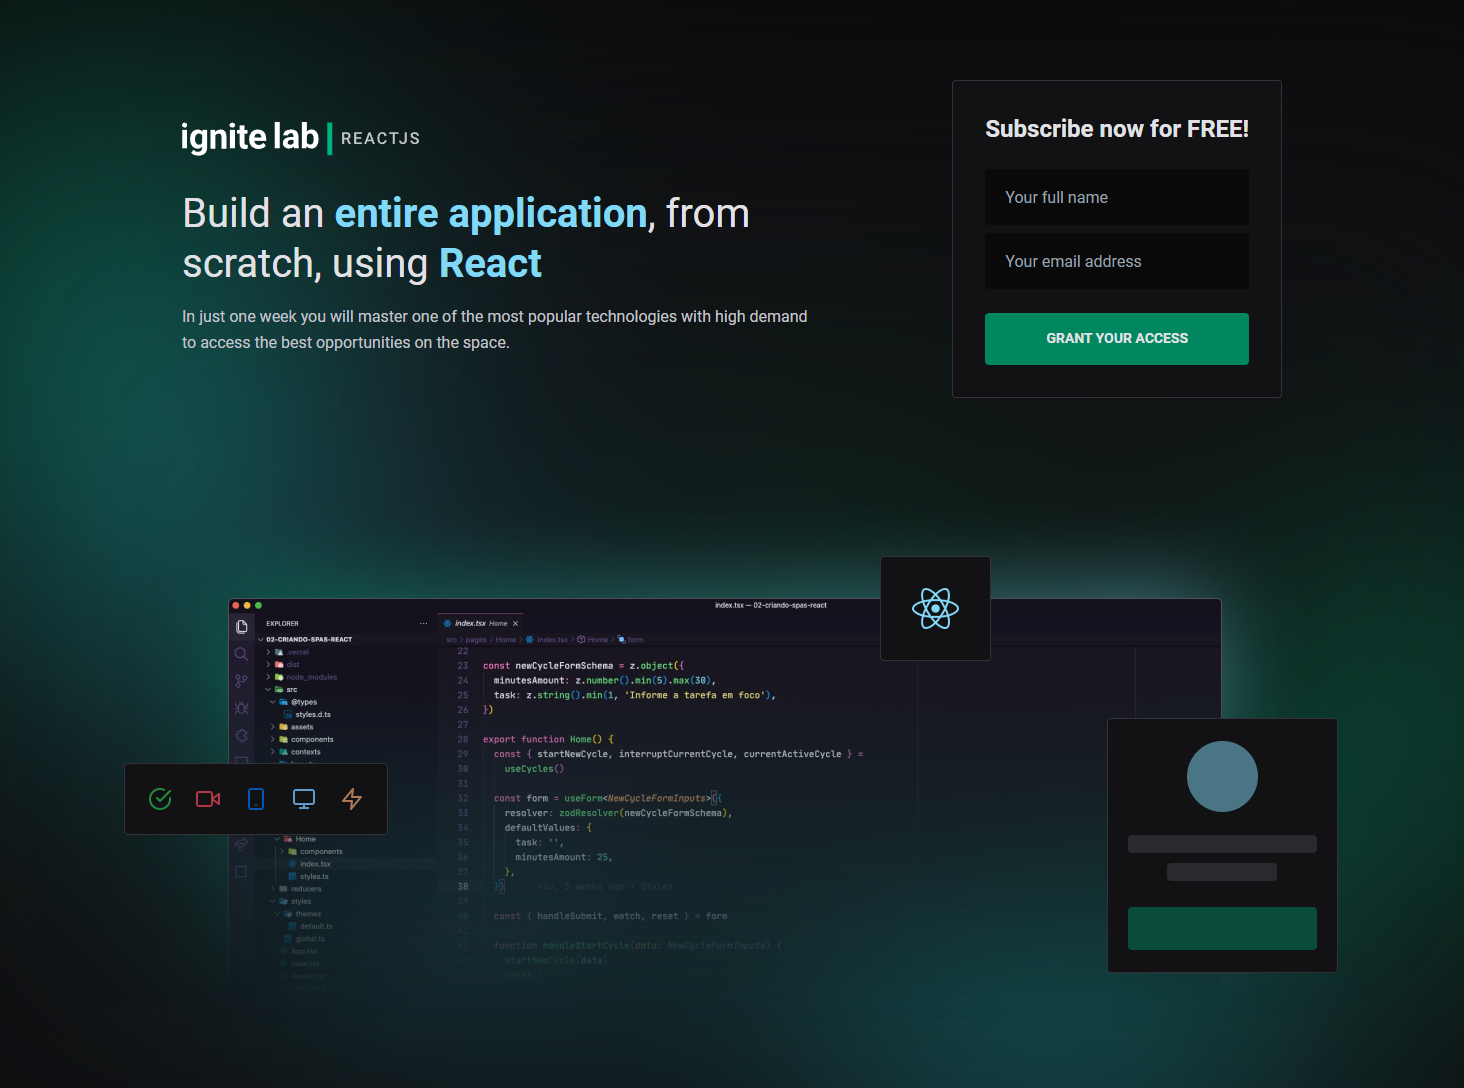 ignite lab | REACTJS
Build an entire application, from
scratch, using React
In just one week you will master one of the most popular technologies with high demand
to access the best opportunities on the space.
Subscribe now for FREE!
Your full name
Your email address
GRANT YOUR ACCESS
index.tsx — 02-criando-spas-react
EXPLORER
02-CRIANDO-SPAS-REACT
.vercel
dist
node_modules
src
@types
styles.d.ts
assets
components
contexts
Home
components
index.tsx
styles.ts
reducers
styles
themes
default.ts
global.ts
App.tsx
main.tsx
index.tsx Home
src > pages > Home > index.tsx > Home > form
22
23 const newCycleFormSchema = z.object({
24 minutesAmount: z.number().min(5).max(30),
25 task: z.string().min(1, 'Informe a tarefa em foco'),
26 })
27
28 export function Home() {
29 const { startNewCycle, interruptCurrentCycle, currentActiveCycle } =
30 useCycles()
31
32 const form = useForm<NewCycleFormInputs>({
33 resolver: zodResolver(newCycleFormSchema),
34 defaultValues: {
35 task: '',
36 minutesAmount: 25,
37 },
38 }) You, 3 weeks ago • Styles
39
40 const { handleSubmit, watch, reset } = form
41
42 function handleStartCycle(data: NewCycleFormInputs) {
43 startNewCycle(data)
44 reset()